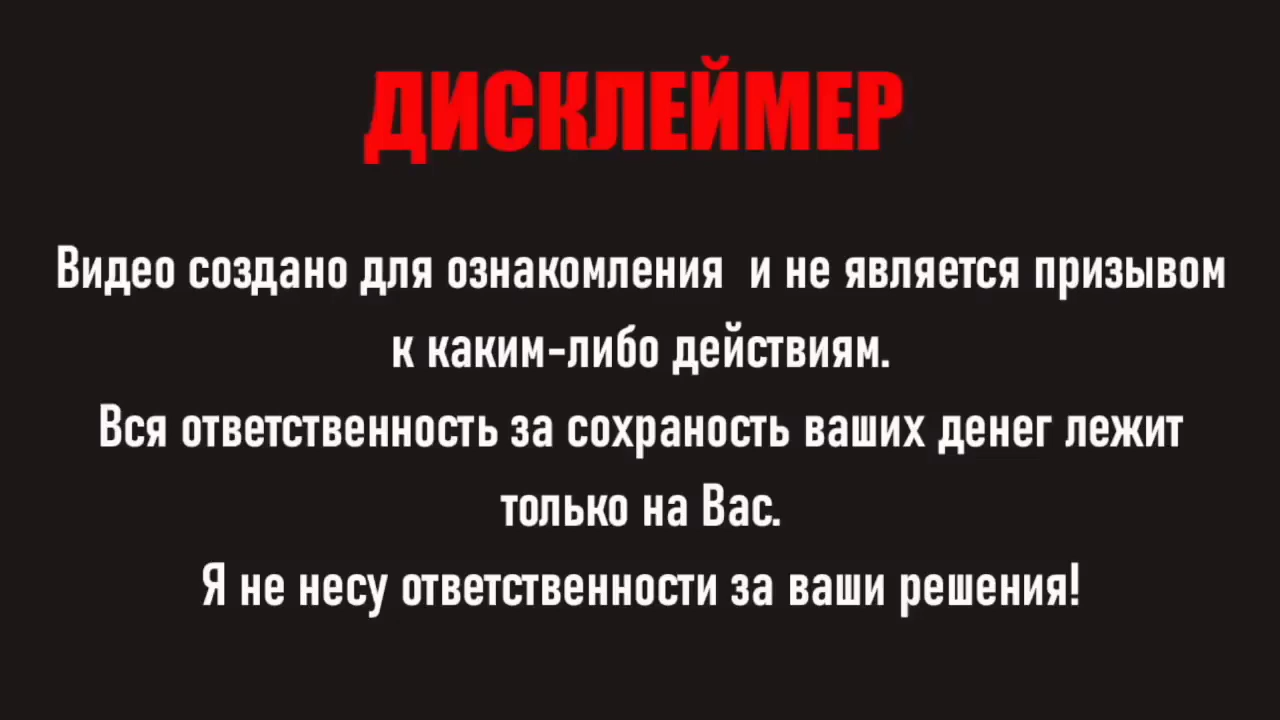 ДИСКЛЕЙМЕР
Видео создано для ознакомления и не является призывом
к каким-либо действиям.
Вся ответственность за сохраность ваших денег лежит
только на Вас.
Я не несу ответственности за ваши решения!